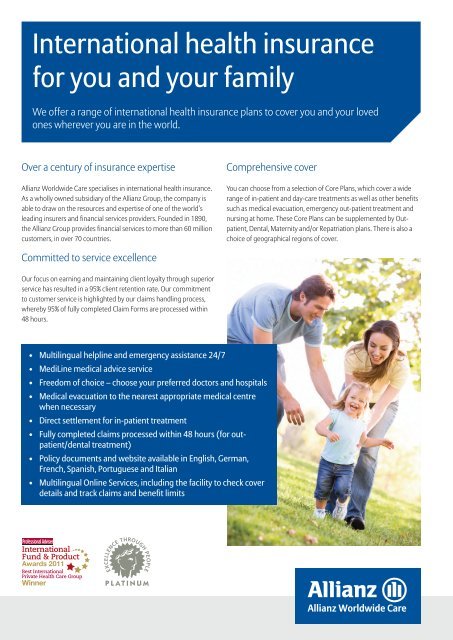 International health insurance
for you and your family
We offer a range of international health insurance plans to cover you and your loved
ones wherever you are in the world.
Over a century of insurance expertise
Allianz Worldwide Care specialises in international health insurance.
As a wholly owned subsidiary of the Allianz Group, the company is
able to draw on the resources and expertise of one of the world's
leading insurers and financial services providers. Founded in 1890,
the Allianz Group provides financial services to more than 60 million
customers, in over 70 countries.
Committed to service excellence
Our focus on earning and maintaining client loyalty through superior
service has resulted in a 95% client retention rate. Our commitment
to customer service is highlighted by our claims handling process,
whereby 95% of fully completed Claim Forms are processed within
48 hours.
Comprehensive cover
You can choose from a selection of Core Plans, which cover a wide
range of in-patient and day-care treatments as well as other benefits
such as medical evacuation, emergency out-patient treatment and
nursing at home. These Core Plans can be supplemented by Out-
patient, Dental, Maternity and/or Repatriation plans. There is also a
choice of geographical regions of cover.
• Multilingual helpline and emergency assistance 24/7
• MediLine medical advice service
• Freedom of choice – choose your preferred doctors and hospitals
• Medical evacuation to the nearest appropriate medical centre
when necessary
• Direct settlement for in-patient treatment
• Fully completed claims processed within 48 hours (for out-
patient/dental treatment)
• Policy documents and website available in English, German,
French, Spanish, Portuguese and Italian
• Multilingual Online Services, including the facility to check cover
details and track claims and benefit limits
Professional Adviser
International
Fund & Product
Awards 2011
Best International
Private Health Care Group
Winner
EXCELLENCE THROUGH PEOPLE
PLATINUM
Allianz
Allianz Worldwide Care